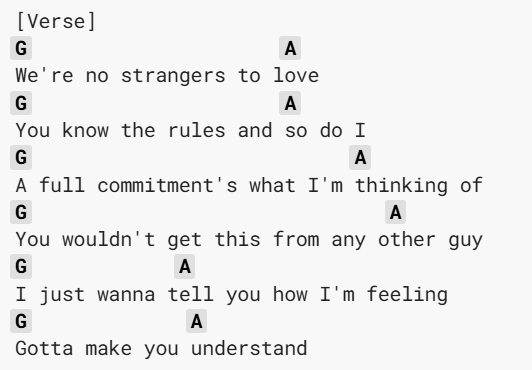 [Verse]
G A
We're no strangers to love
G A
You know the rules and so do I
G A
A full commitment's what I'm thinking of
G A
You wouldn't get this from any other guy
G A
I just wanna tell you how I'm feeling
G A
Gotta make you understand